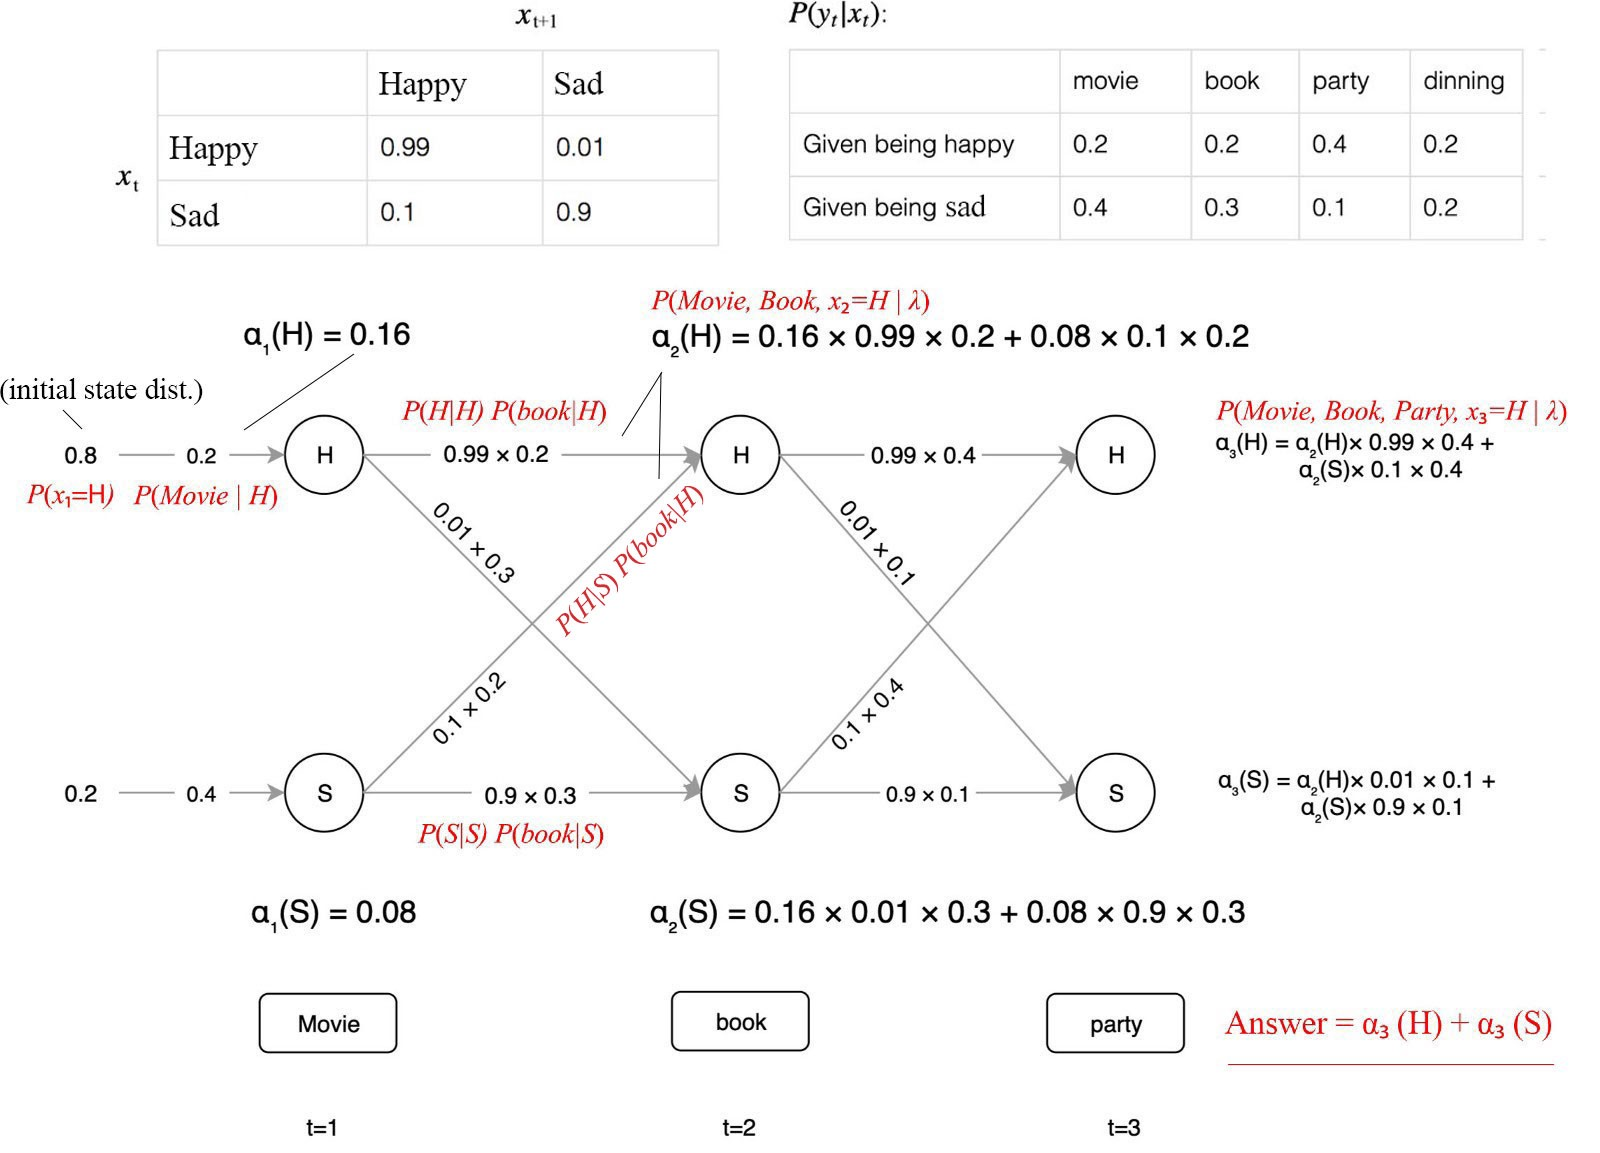 x t+1
P(yt|xt):
Happy Sad
movie book party dinning
Happy 0.99 0.01
Given being happy 0.2 0.2 0.4 0.2
xt
Sad 0.1 0.9
Given being sad 0.4 0.3 0.1 0.2
P(Movie, Book, x₂=H | λ)
α₁(H) = 0.16
α₂(H) = 0.16 × 0.99 × 0.2 + 0.08 × 0.1 × 0.2
(initial state dist.)
P(H|H) P(book|H)
P(Movie, Book, Party, x₃=H | λ)
α₃(H) = α₂(H)× 0.99 × 0.4 +
α₂(S)× 0.1 × 0.4
0.8 0.2 H 0.99 × 0.2 H 0.99 × 0.4 H
P(x₁=H) P(Movie | H)
0.01 × 0.3
P(H|S) P(book|H)
0.01 × 0.1
0.1 × 0.2
0.1 × 0.4
0.2 0.4 S 0.9 × 0.3 S 0.9 × 0.1 S
α₃(S) = α₂(H)× 0.01 × 0.1 +
α₂(S)× 0.9 × 0.1
P(S|S) P(book|S)
α₁(S) = 0.08
α₂(S) = 0.16 × 0.01 × 0.3 + 0.08 × 0.9 × 0.3
Movie book party
Answer = α₃ (H) + α₃ (S)
t=1 t=2 t=3